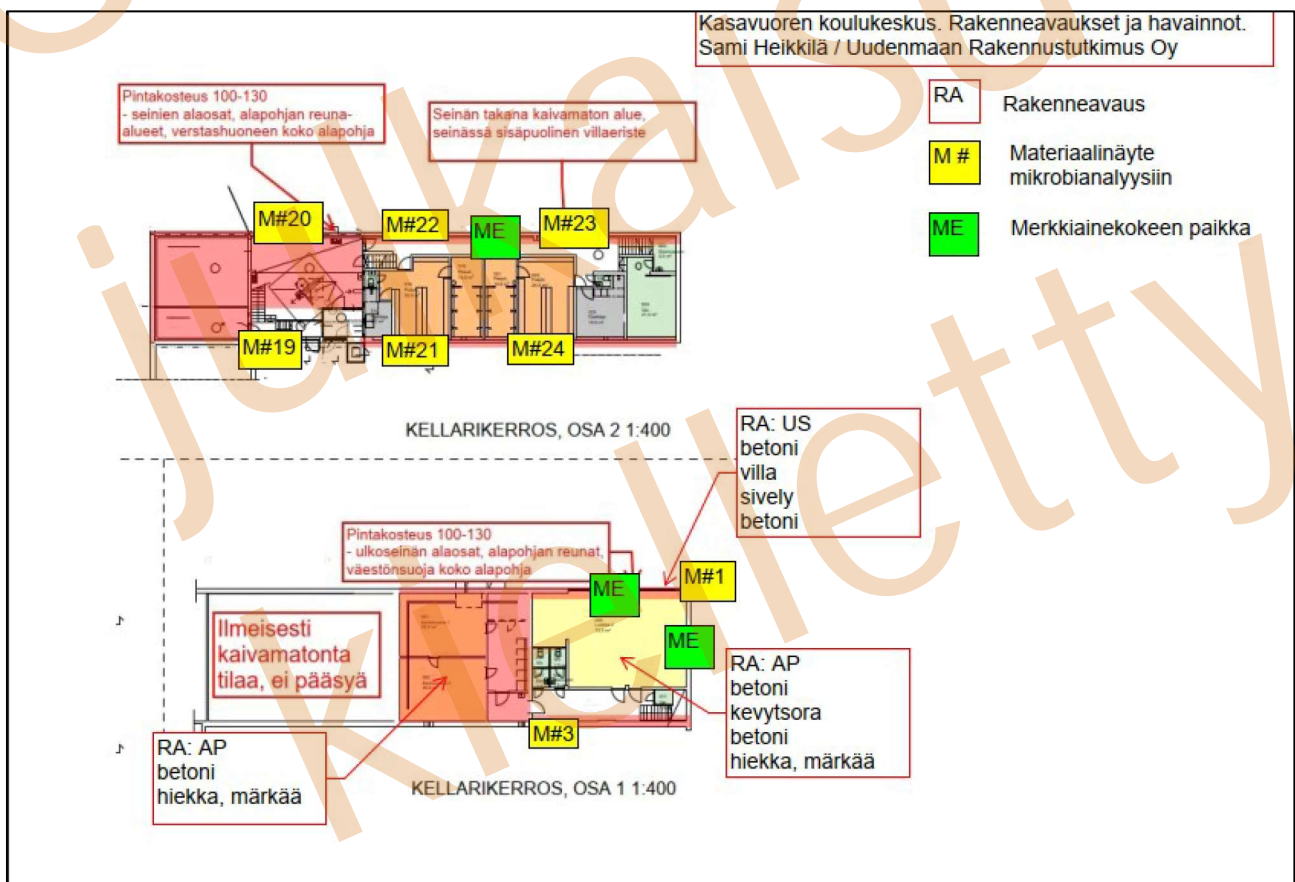 Kasavuoren koulukeskus. Rakenneavaukset ja havainnot.
Sami Heikkilä / Uudenmaan Rakennustutkimus Oy
RA
Rakenneavaus
M #
Materiaalinäyte
mikrobianalyysiin
ME
Merkkiainekokeen paikka
Pintakosteus 100-130
- seinien alaosat, alapohjan reuna-
alueet, verstashuoneen koko alapohja
Seinän takana kaivamaton alue,
seinässä sisäpuolinen villaeriste
M#20
M#22
ME
M#23
M#19
M#21
M#24
KELLARIKERROS, OSA 2 1:400
RA: US
betoni
villa
sively
betoni
Pintakosteus 100-130
- ulkoseinän alaosat, alapohjan reunat,
väestönsuoja koko alapohja
ME
M#1
Ilmeisesti
kaivamatonta
tilaa, ei pääsyä
ME
RA: AP
betoni
kevytsora
betoni
hiekka, märkää
M#3
RA: AP
betoni
hiekka, märkää
KELLARIKERROS, OSA 1 1:400
julkaisu
kielletty